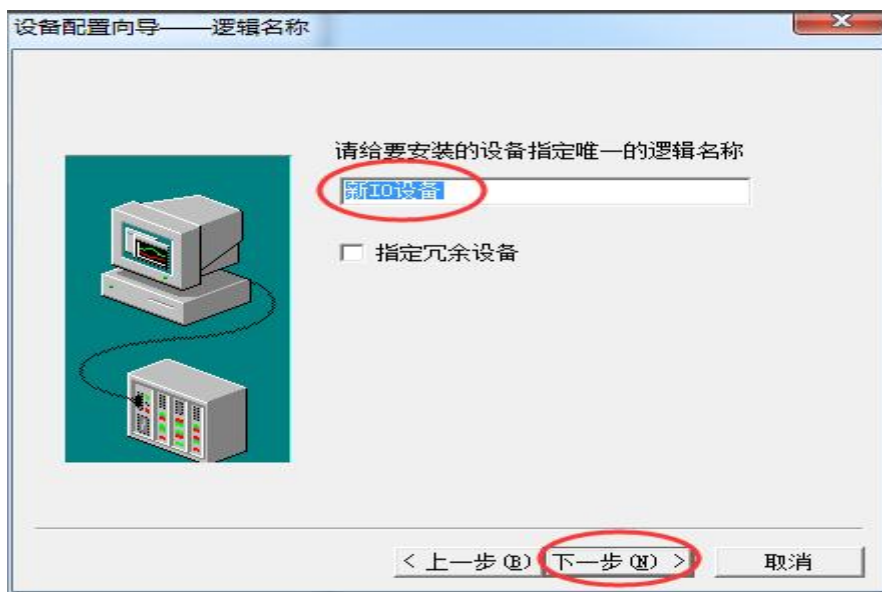 设备配置向导——逻辑名称
请给要安装的设备指定唯一的逻辑名称
新IO设备
指定冗余设备
< 上一步(B) 下一步(N) > 取消